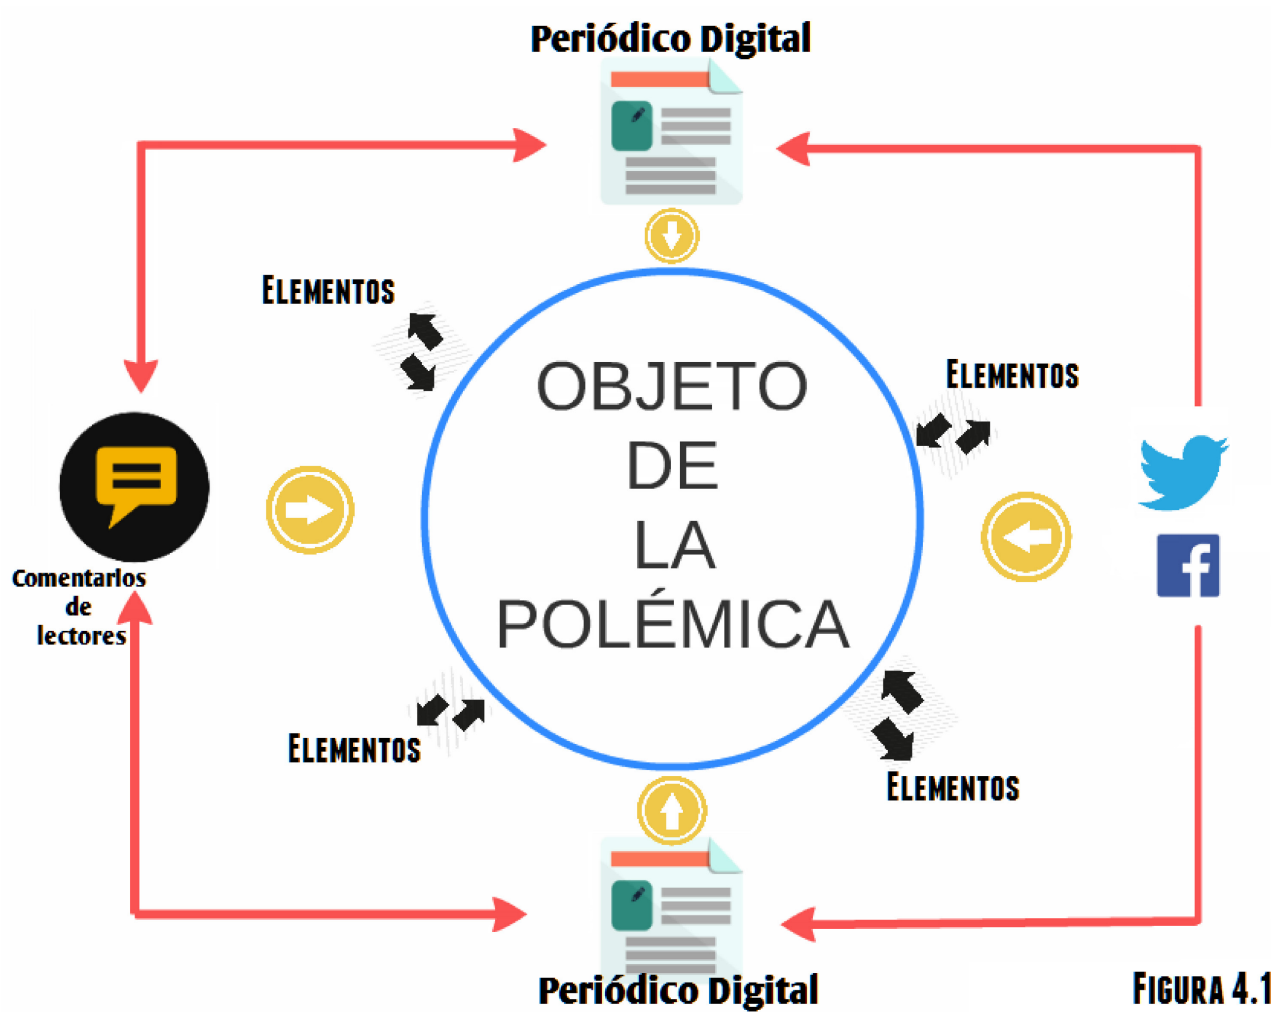 Periódico Digital
ELEMENTOS
ELEMENTOS
OBJETO
DE
LA
POLÉMICA
Comentarios
de
lectores
ELEMENTOS
ELEMENTOS
Periódico Digital
FIGURA 4.1